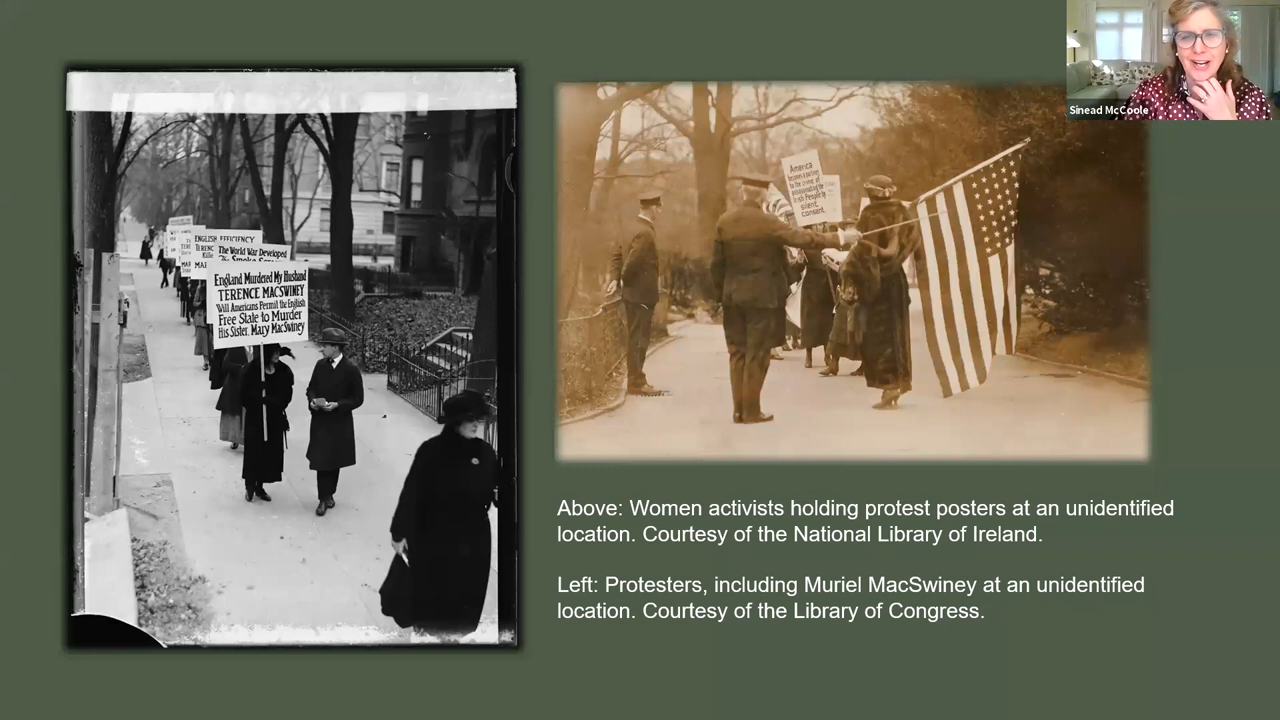 Sinead McCoole
ENGLISH EFFICIENCY
The World War Developed
England Murdered My Husband
TERENCE MACSWINEY
Will Americans Permit the English
Free State to Murder
His Sister, Mary MacSwiney
America
silent
consent.
Above: Women activists holding protest posters at an unidentified
location. Courtesy of the National Library of Ireland.
Left: Protesters, including Muriel MacSwiney at an unidentified
location. Courtesy of the Library of Congress.